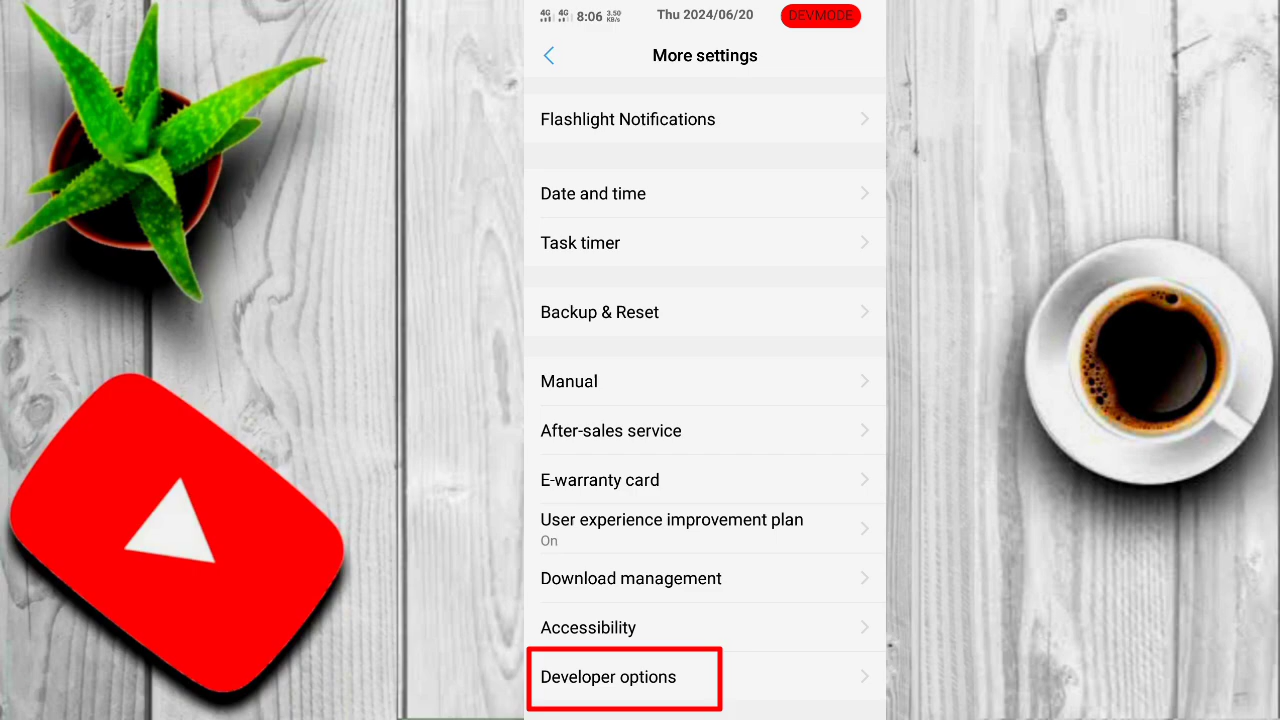 4G 4G 8:06 3.50 KB/s Thu 2024/06/20 DEVMODE
More settings
Flashlight Notifications
Date and time
Task timer
Backup & Reset
Manual
After-sales service
E-warranty card
User experience improvement plan
On
Download management
Accessibility
Developer options